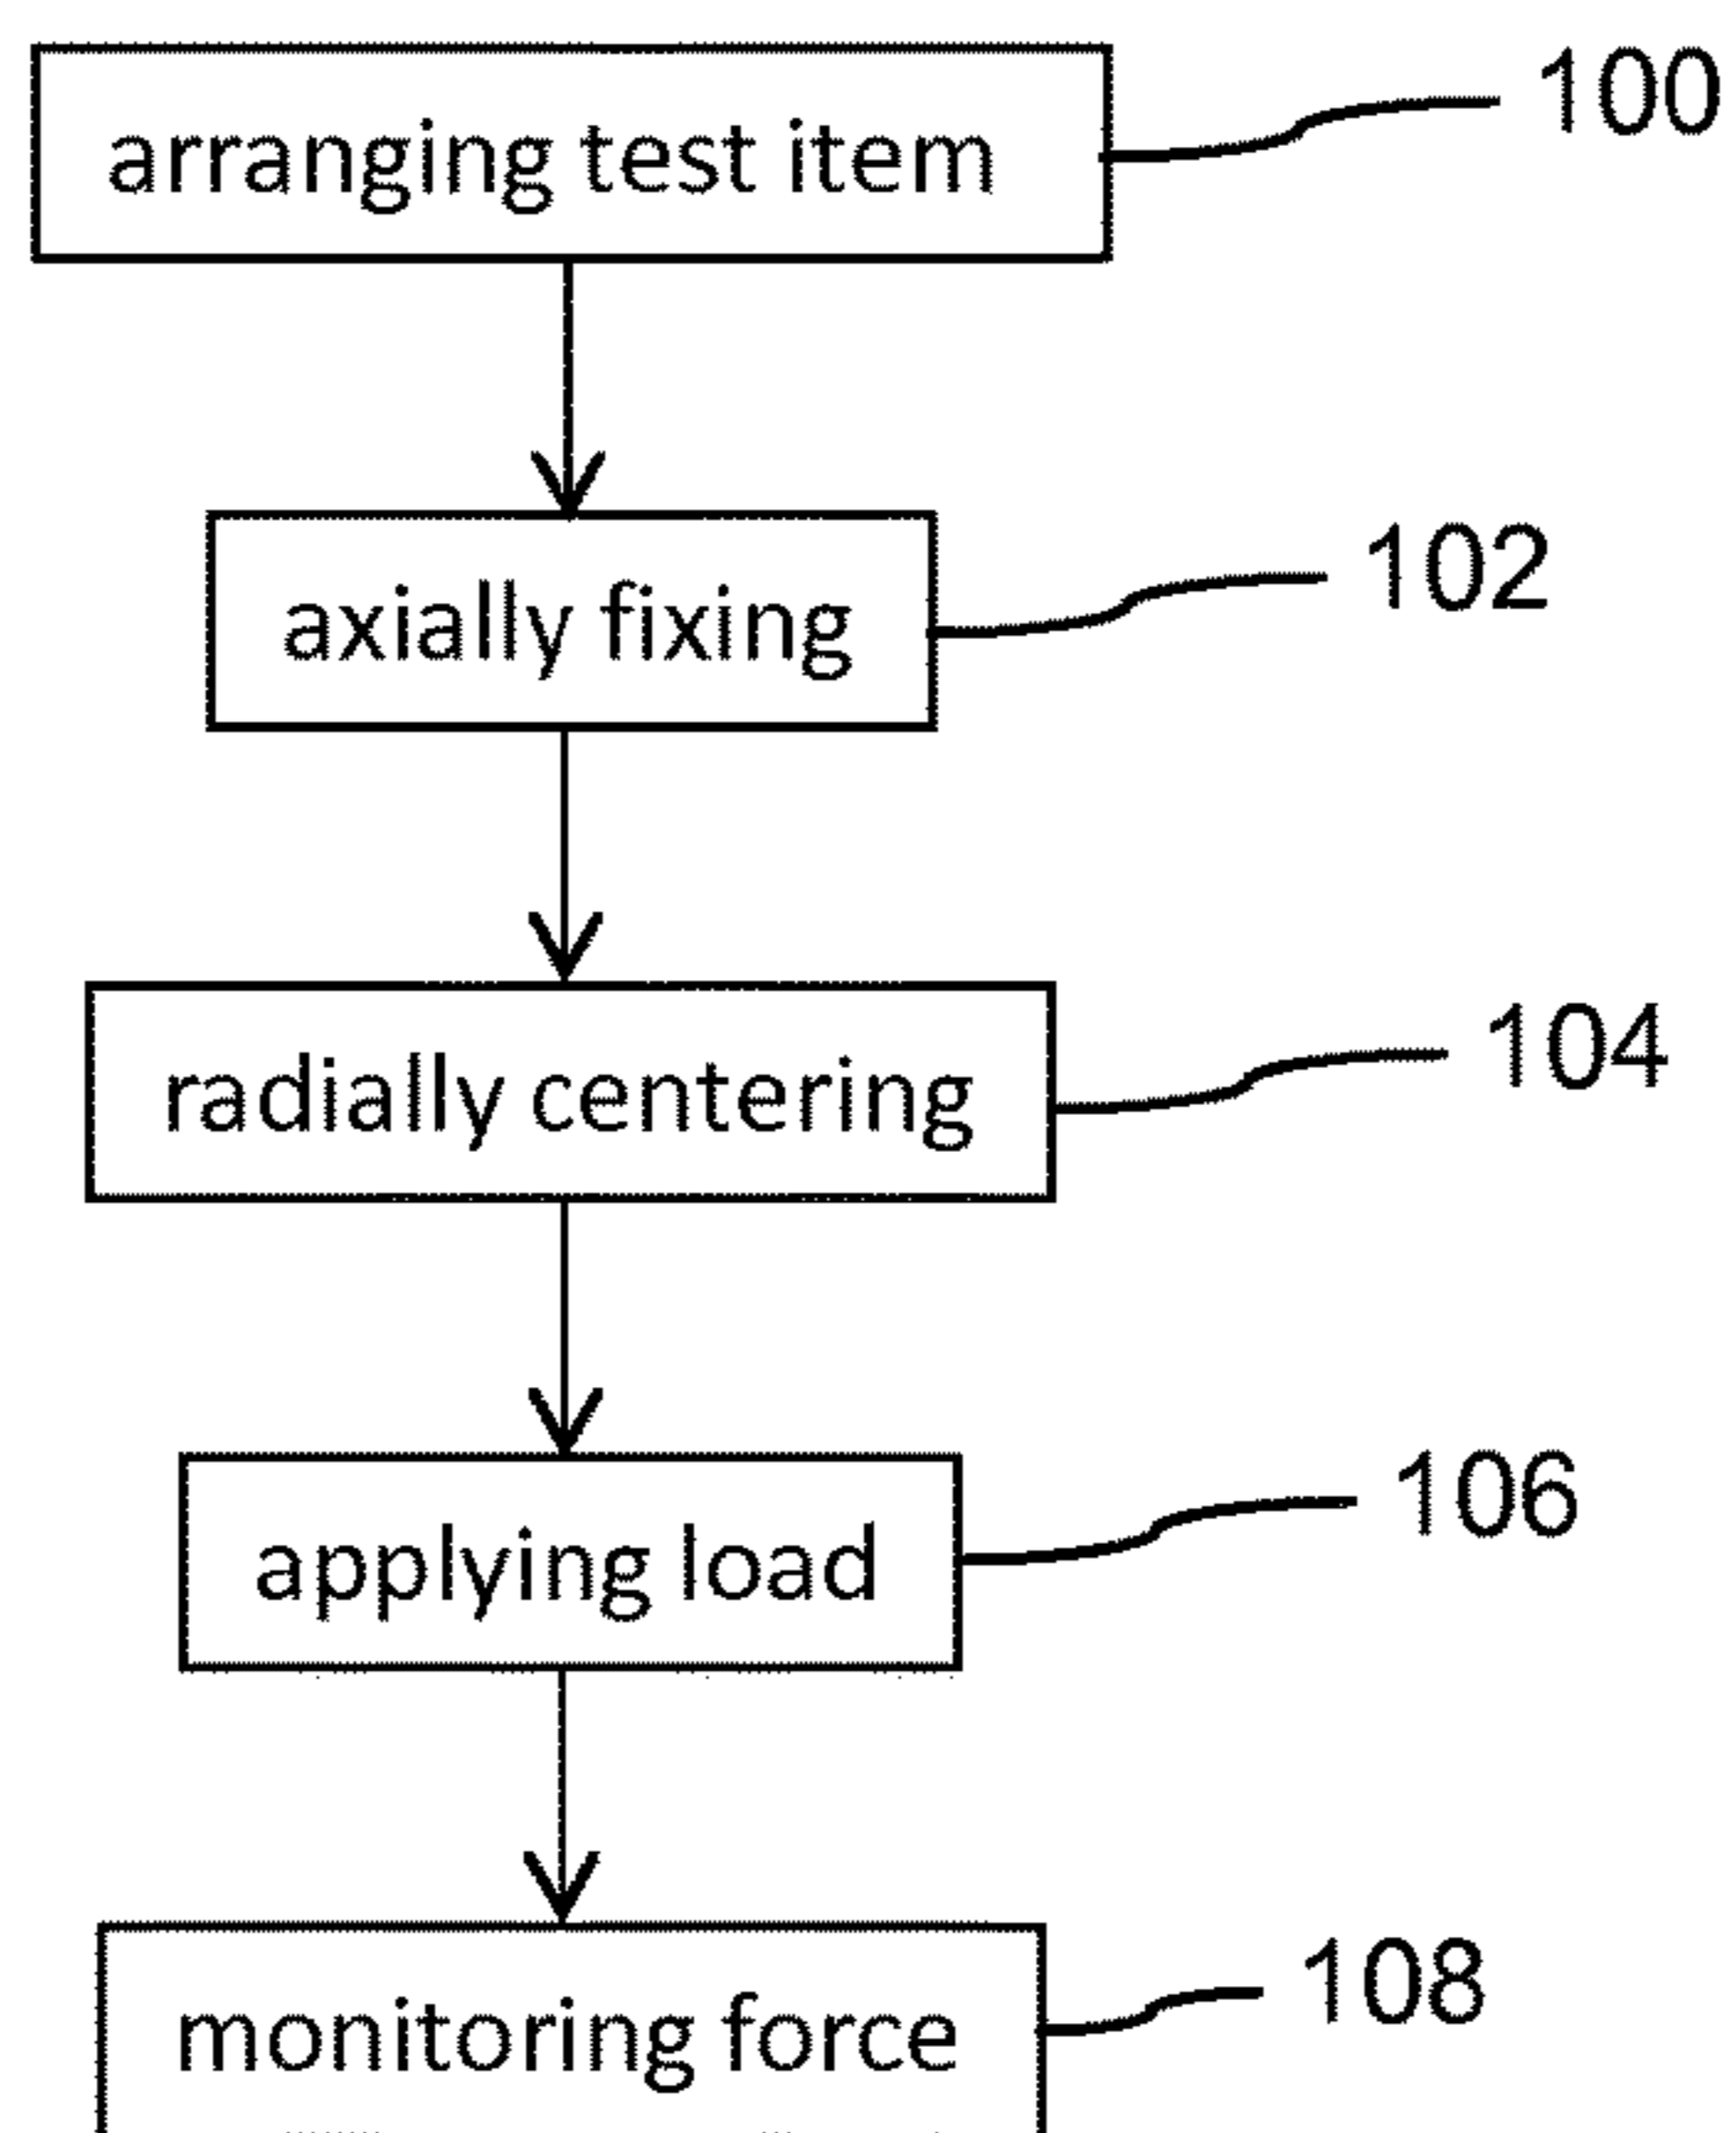 arranging test item 100
axially fixing 102
radially centering 104
applying load 106
monitoring force 108